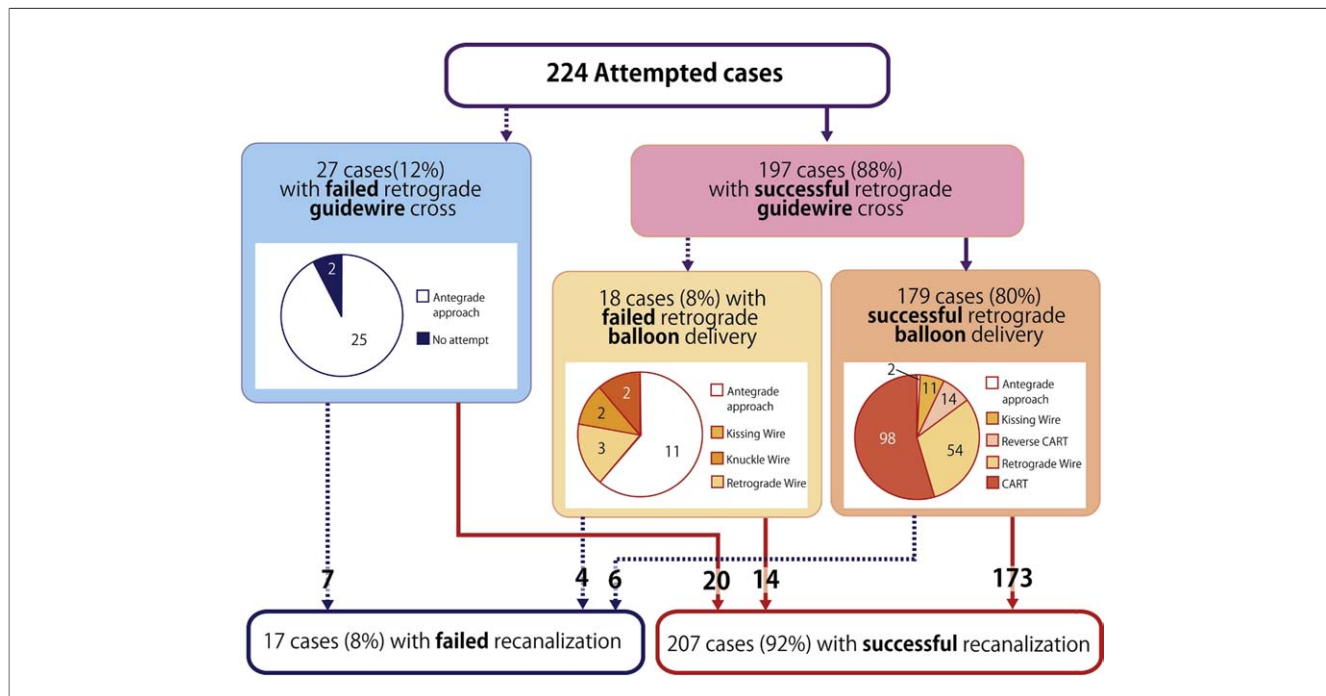 224 Attempted cases
27 cases(12%)
with failed retrograde
guidewire cross
2
25
Antegrade
approach
No attempt
197 cases (88%)
with successful retrograde
guidewire cross
18 cases (8%) with
failed retrograde
balloon delivery
2
2
3
11
Antegrade
approach
Kissing Wire
Knuckle Wire
Retrograde Wire
179 cases (80%)
successful retrograde
balloon delivery
2
11
14
98
54
Antegrade
approach
Kissing Wire
Reverse CART
Retrograde Wire
CART
7
4
6
20
14
173
17 cases (8%) with failed recanalization
207 cases (92%) with successful recanalization